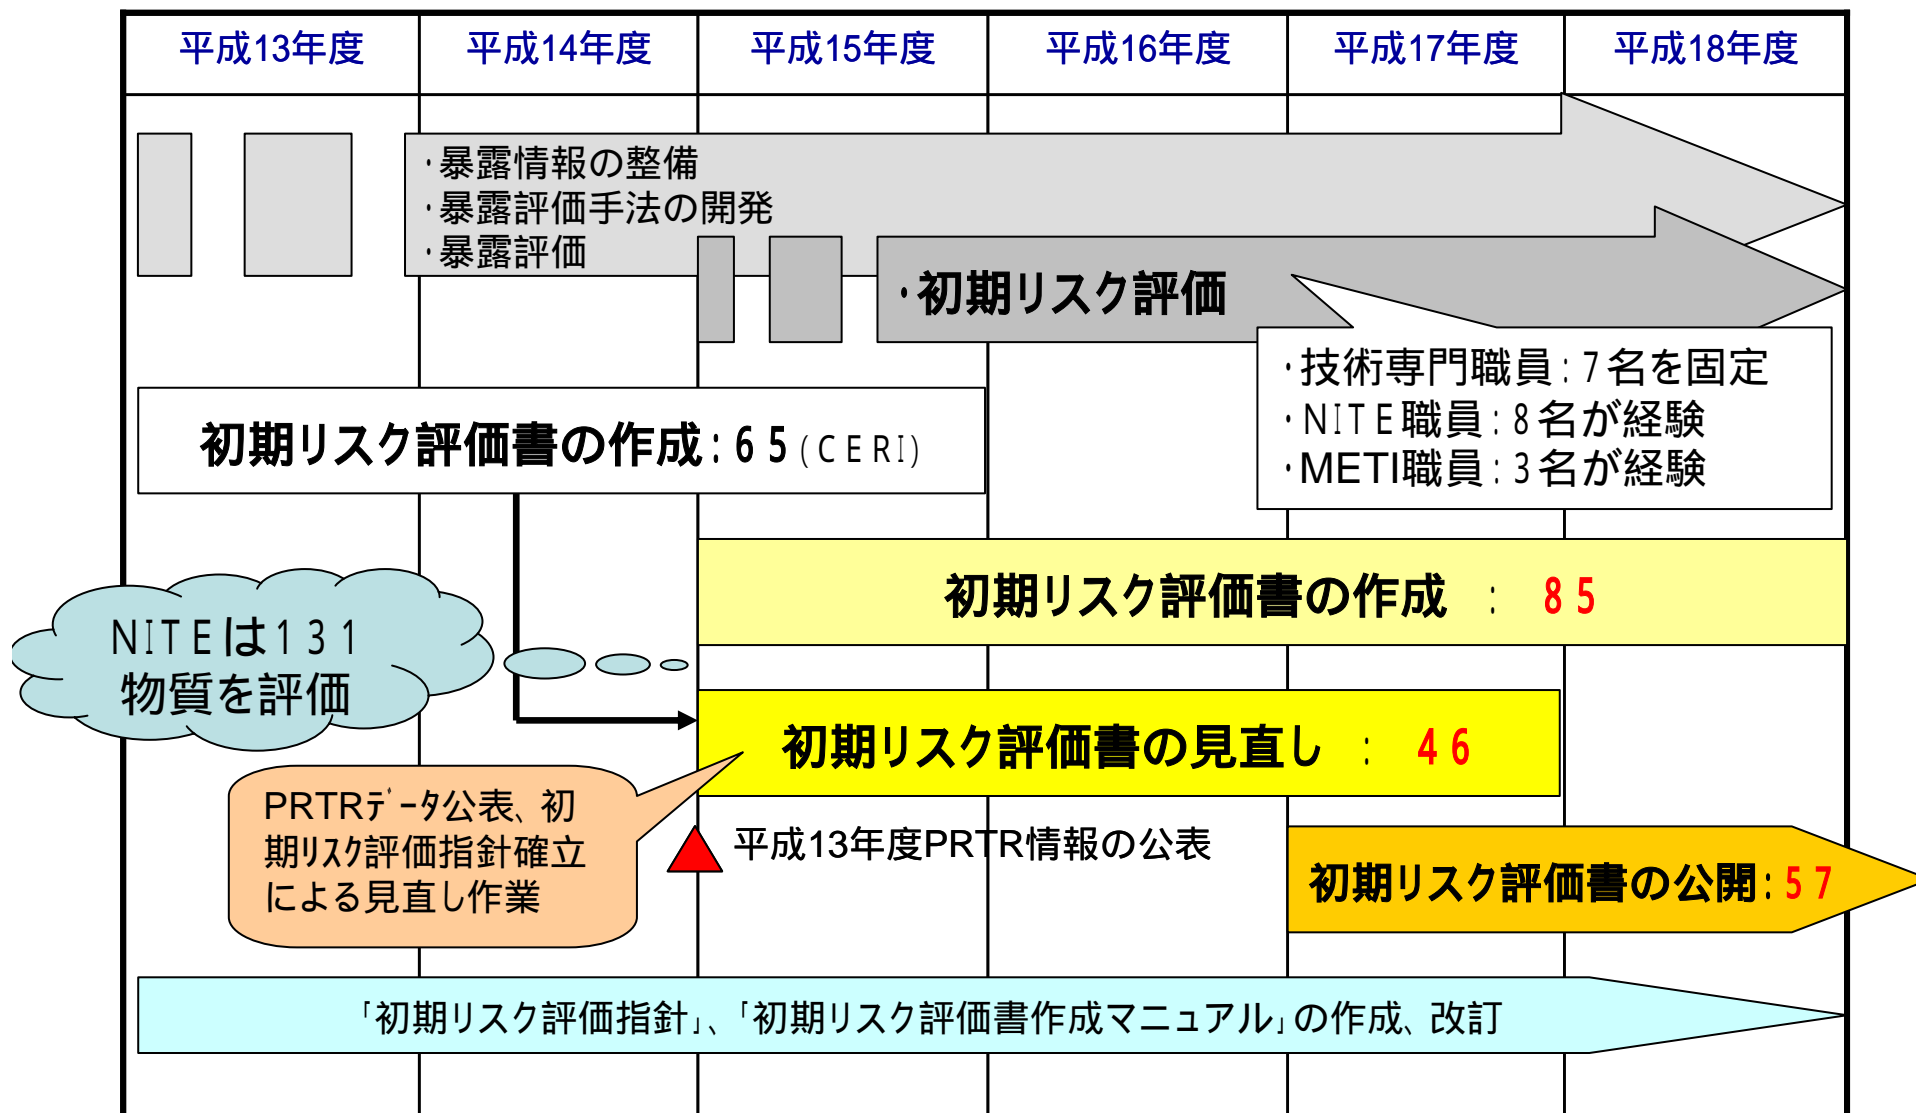 平成13年度 平成14年度 平成15年度 平成16年度 平成17年度 平成18年度
・暴露情報の整備
・暴露評価手法の開発
・暴露評価
・初期リスク評価
・技術専門職員：７名を固定
・ＮＩＴＥ職員：８名が経験
・METI職員：３名が経験
初期リスク評価書の作成：６５（ＣＥＲＩ）
初期リスク評価書の作成　：　８５
ＮＩＴＥは１３１
物質を評価
初期リスク評価書の見直し　：　４６
PRTRﾃﾞｰﾀ公表、初
期ﾘｽｸ評価指針確立
による見直し作業
平成13年度PRTR情報の公表
初期リスク評価書の公開：５７
「初期リスク評価指針」、「初期リスク評価書作成マニュアル」の作成、改訂